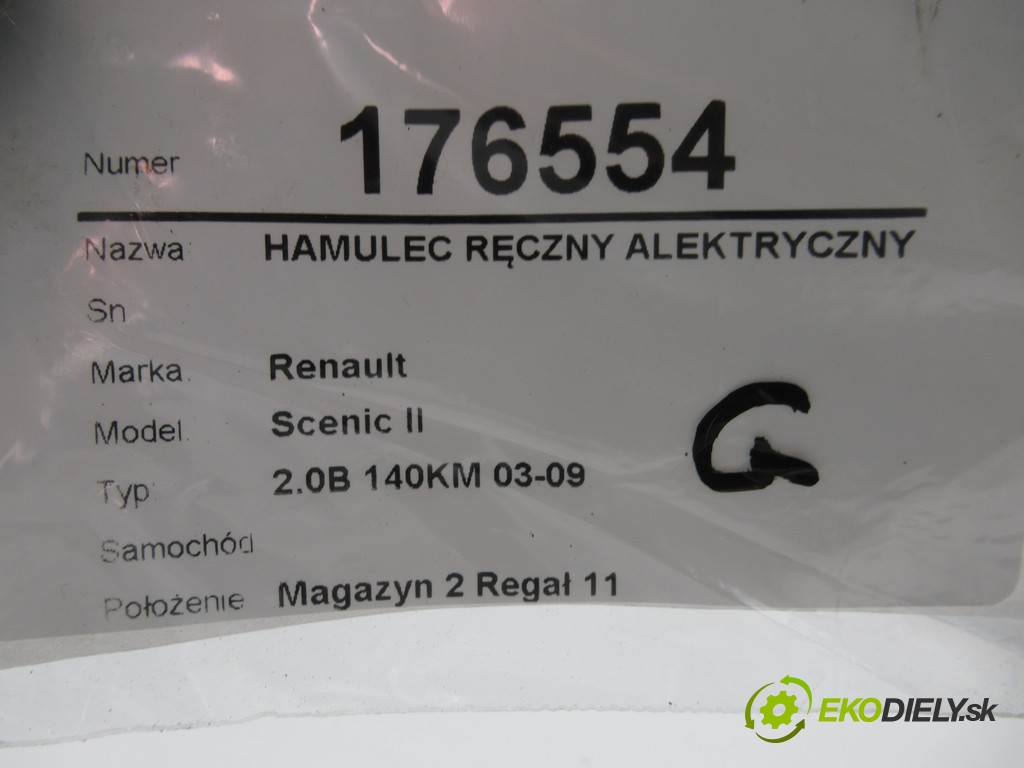 Numer 176554
Nazwa: HAMULEC RĘCZNY ALEKTRYCZNY
Sn
Marka: Renault
Model: Scenic II
Typ: 2.0B 140KM 03-09
G
Samochód
Położenie Magazyn 2 Regał 11
EKODIELY.sk